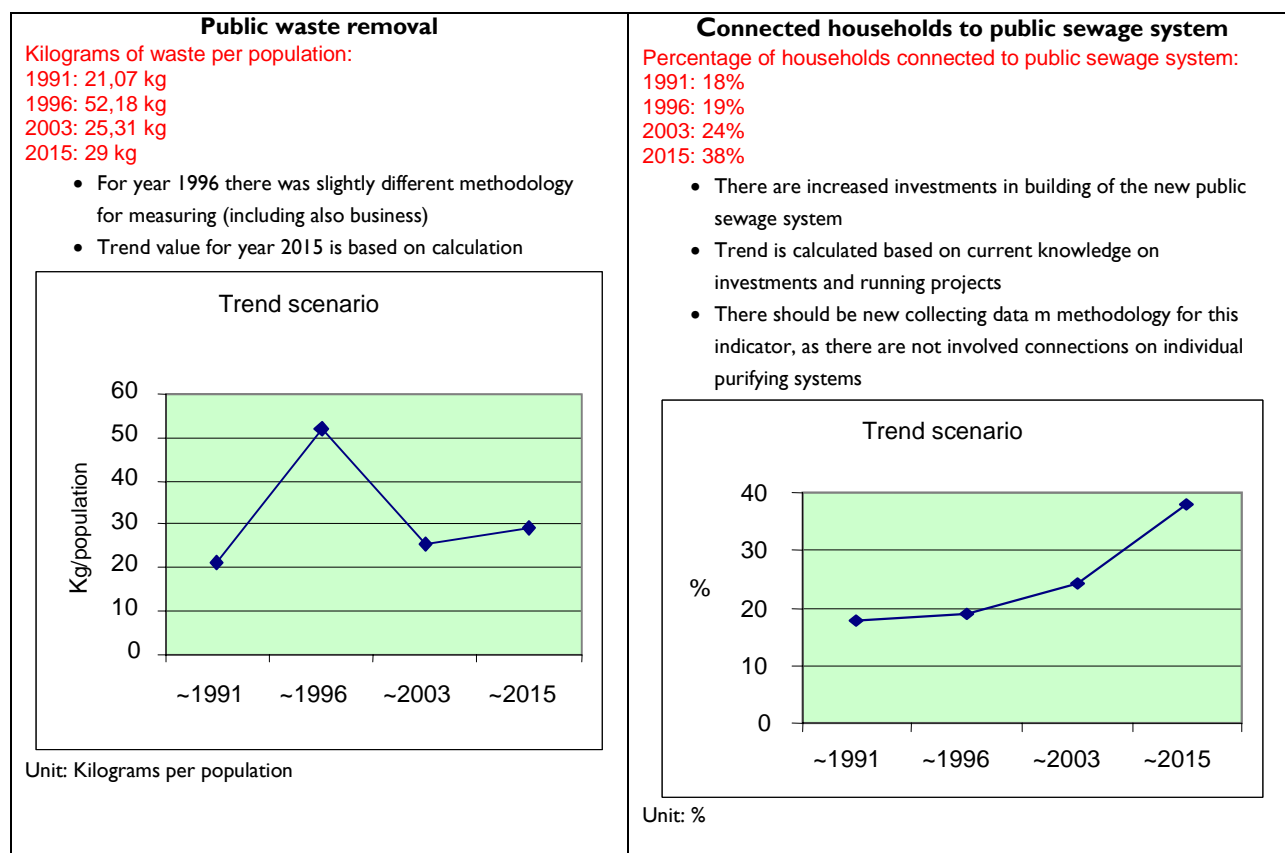 Public waste removal
Kilograms of waste per population:
1991: 21,07 kg
1996: 52,18 kg
2003: 25,31 kg
2015: 29 kg
• For year 1996 there was slightly different methodology
for measuring (including also business)
• Trend value for year 2015 is based on calculation
Trend scenario
60
50
40
30
20
10
0
Kg/population
~1991 ~1996 ~2003 ~2015
Unit: Kilograms per population
Connected households to public sewage system
Percentage of households connected to public sewage system:
1991: 18%
1996: 19%
2003: 24%
2015: 38%
• There are increased investments in building of the new public
sewage system
• Trend is calculated based on current knowledge on
investments and running projects
• There should be new collecting data m methodology for this
indicator, as there are not involved connections on individual
purifying systems
Trend scenario
40
30
20
10
0
%
~1991 ~1996 ~2003 ~2015
Unit: %